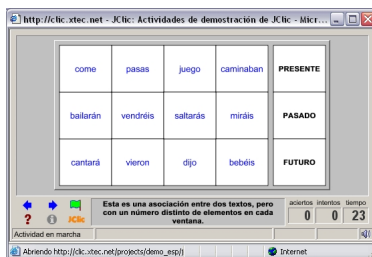 http://clic.xtec.net - JClic: Actividades de demostración de JClic - Micr...
come pasas juego caminaban PRESENTE
bailarán vendréis saltarás miráis PASADO
cantará vieron dijo bebéis FUTURO
Esta es una asociación entre dos textos, pero
con un número distinto de elementos en cada
ventana.
aciertos intentos tiempo
0 0 23
? i JClic
Actividad en marcha
Abriendo http://clic.xtec.net/projects/demo_esp/j Internet